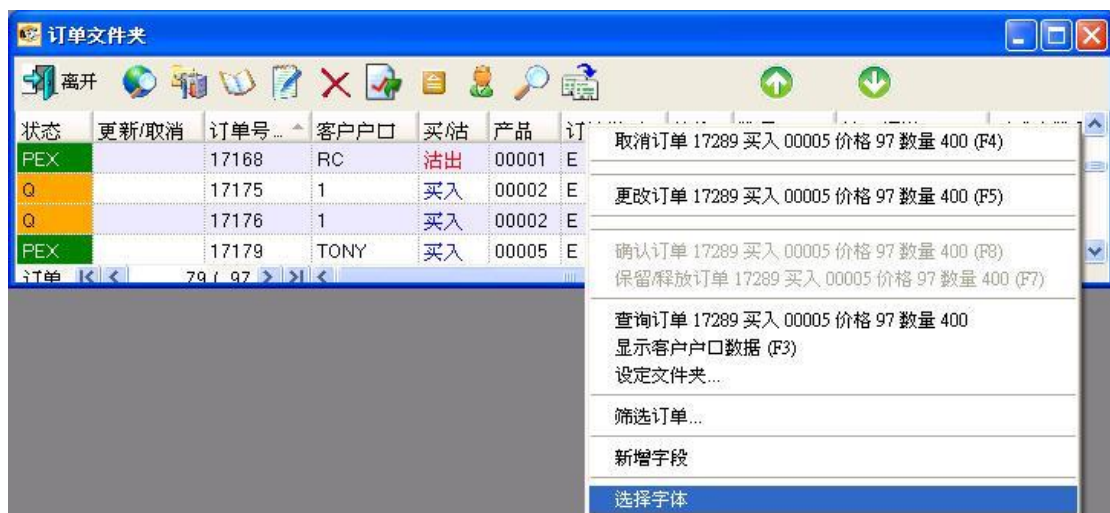 订单文件夹
离开
状态 更新/取消 订单号... 客户户口 买/沽 产品
PEX 17168 RC 沽出 00001 E
Q 17175 1 买入 00002 E
Q 17176 1 买入 00002 E
PEX 17179 TONY 买入 00005 E
订单 79 / 97
取消订单 17289 买入 00005 价格 97 数量 400 (F4)
更改订单 17289 买入 00005 价格 97 数量 400 (F5)
确认订单 17289 买入 00005 价格 97 数量 400 (F8)
保留/释放订单 17289 买入 00005 价格 97 数量 400 (F7)
查询订单 17289 买入 00005 价格 97 数量 400
显示客户户口数据 (F3)
设定文件夹...
筛选订单...
新增字段
选择字体